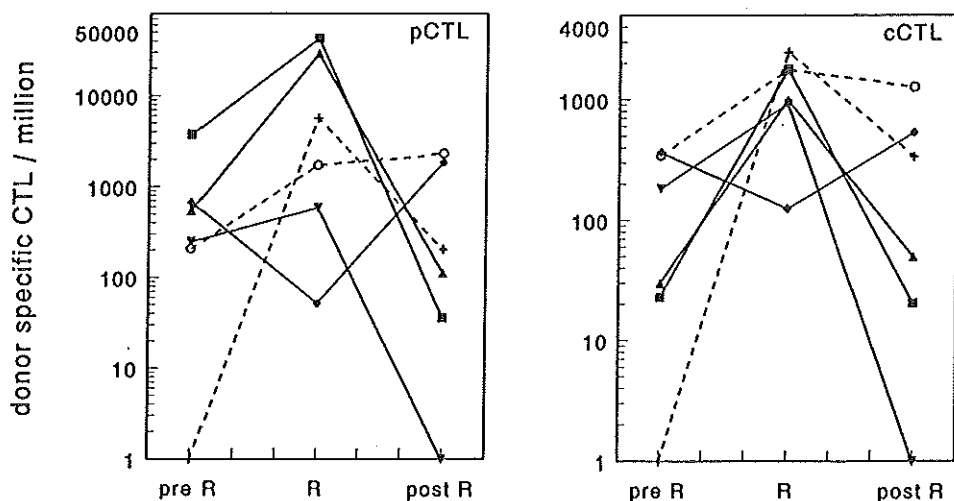 donor specific CTL / million
pCTL
50000
10000
1000
100
10
1
pre R R post R
cCTL
4000
1000
100
10
1
pre R R post R